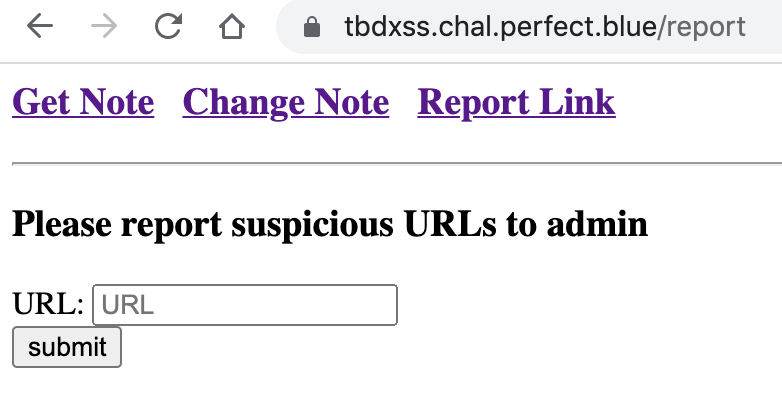 tbdxss.chal.perfect.blue/report
Get Note Change Note Report Link
Please report suspicious URLs to admin
URL: URL
submit